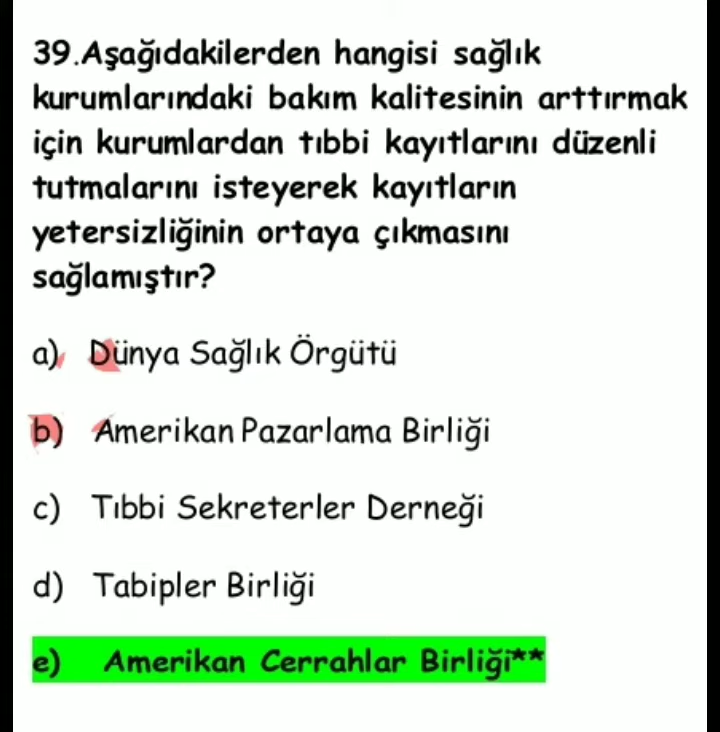 39.Aşağıdakilerden hangisi sağlık
kurumlarındaki bakım kalitesinin arttırmak
için kurumlardan tıbbi kayıtlarını düzenli
tutmalarını isteyerek kayıtların
yetersizliğinin ortaya çıkmasını
sağlamıştır?
a) Dünya Sağlık Örgütü
b) Amerikan Pazarlama Birliği
c) Tıbbi Sekreterler Derneği
d) Tabipler Birliği
e) Amerikan Cerrahlar Birliği**